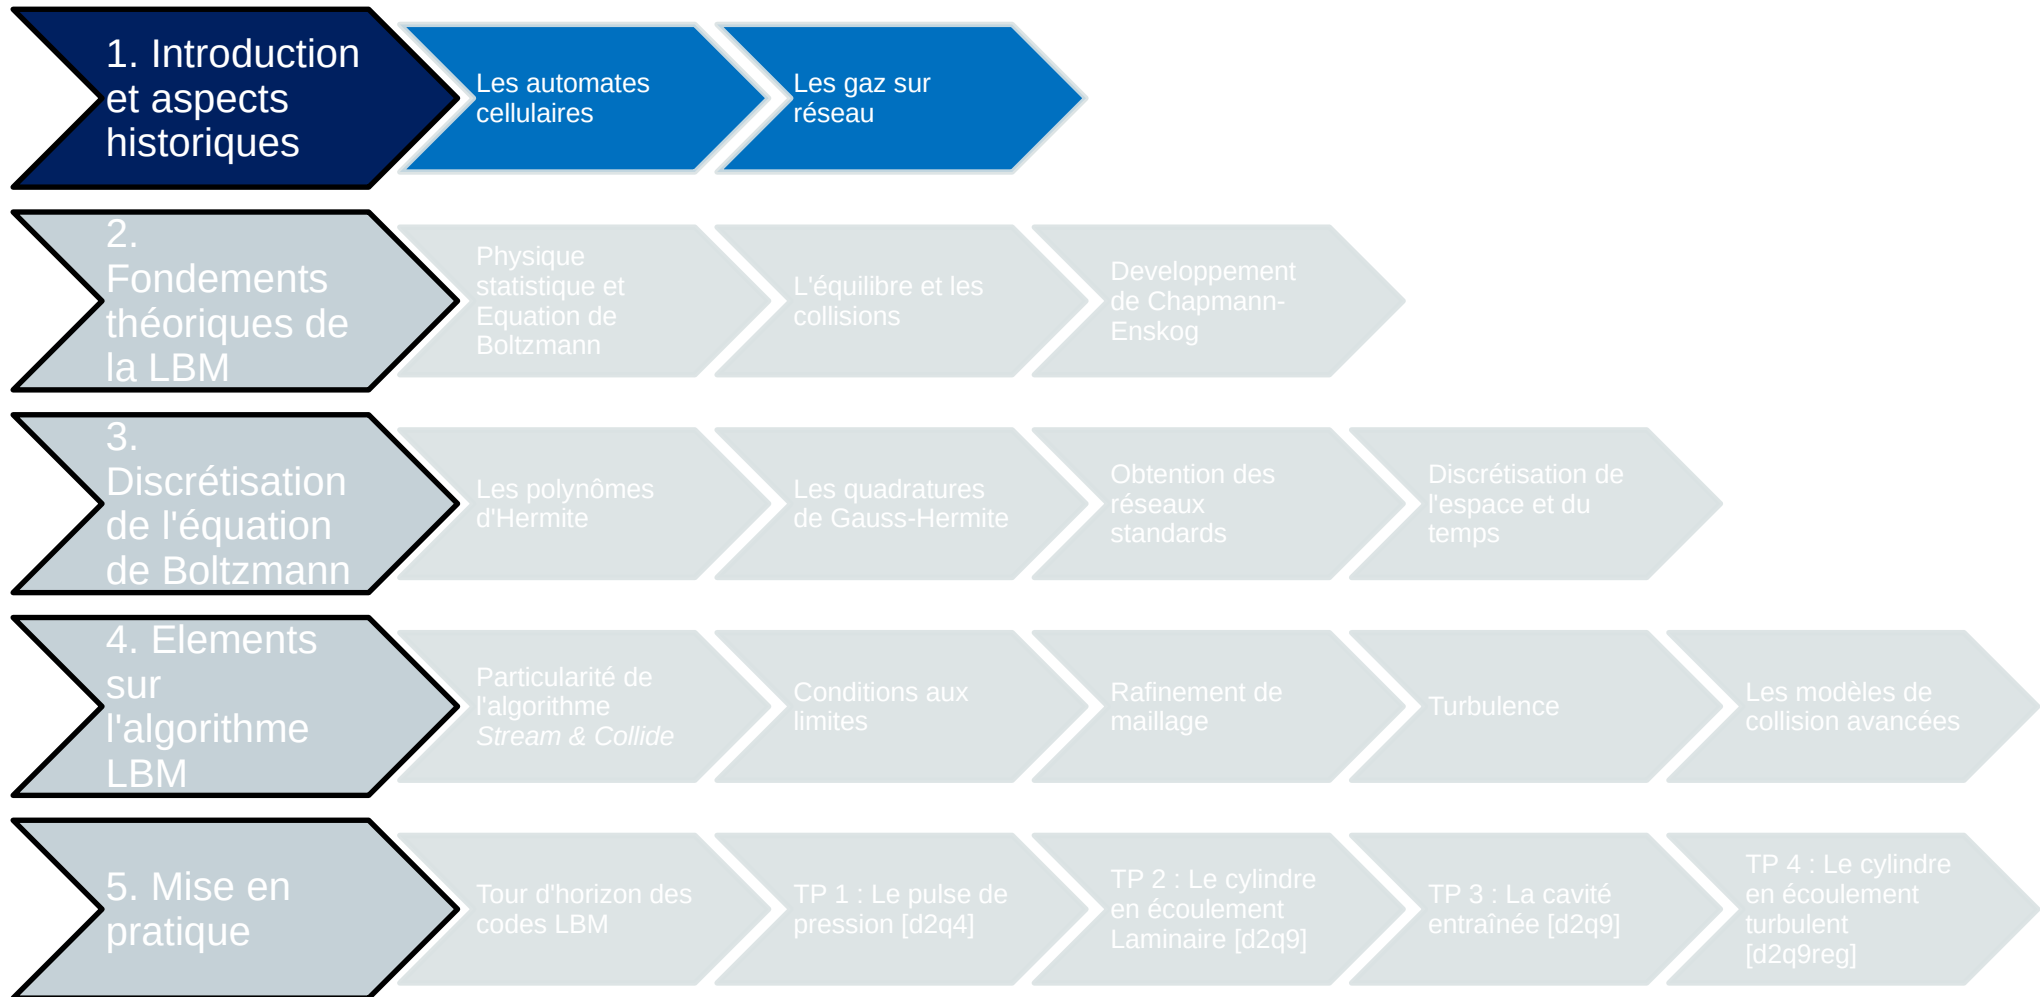 1. Introduction
et aspects
historiques
Les automates
cellulaires
Les gaz sur
réseau
2.
Fondements
théoriques de
la LBM
Physique
statistique et
Equation de
Boltzmann
L'équilibre et les
collisions
Developpement
de Chapmann-
Enskog
3.
Discrétisation
de l'équation
de Boltzmann
Les polynômes
d'Hermite
Les quadratures
de Gauss-Hermite
Obtention des
réseaux
standards
Discrétisation de
l'espace et du
temps
4. Elements
sur
l'algorithme
LBM
Particularité de
l'algorithme
Stream & Collide
Conditions aux
limites
Rafinement de
maillage
Turbulence
Les modèles de
collision avancées
5. Mise en
pratique
Tour d'horizon des
codes LBM
TP 1 : Le pulse de
pression [d2q4]
TP 2 : Le cylindre
en écoulement
Laminaire [d2q9]
TP 3 : La cavité
entraînée [d2q9]
TP 4 : Le cylindre
en écoulement
turbulent
[d2q9reg]